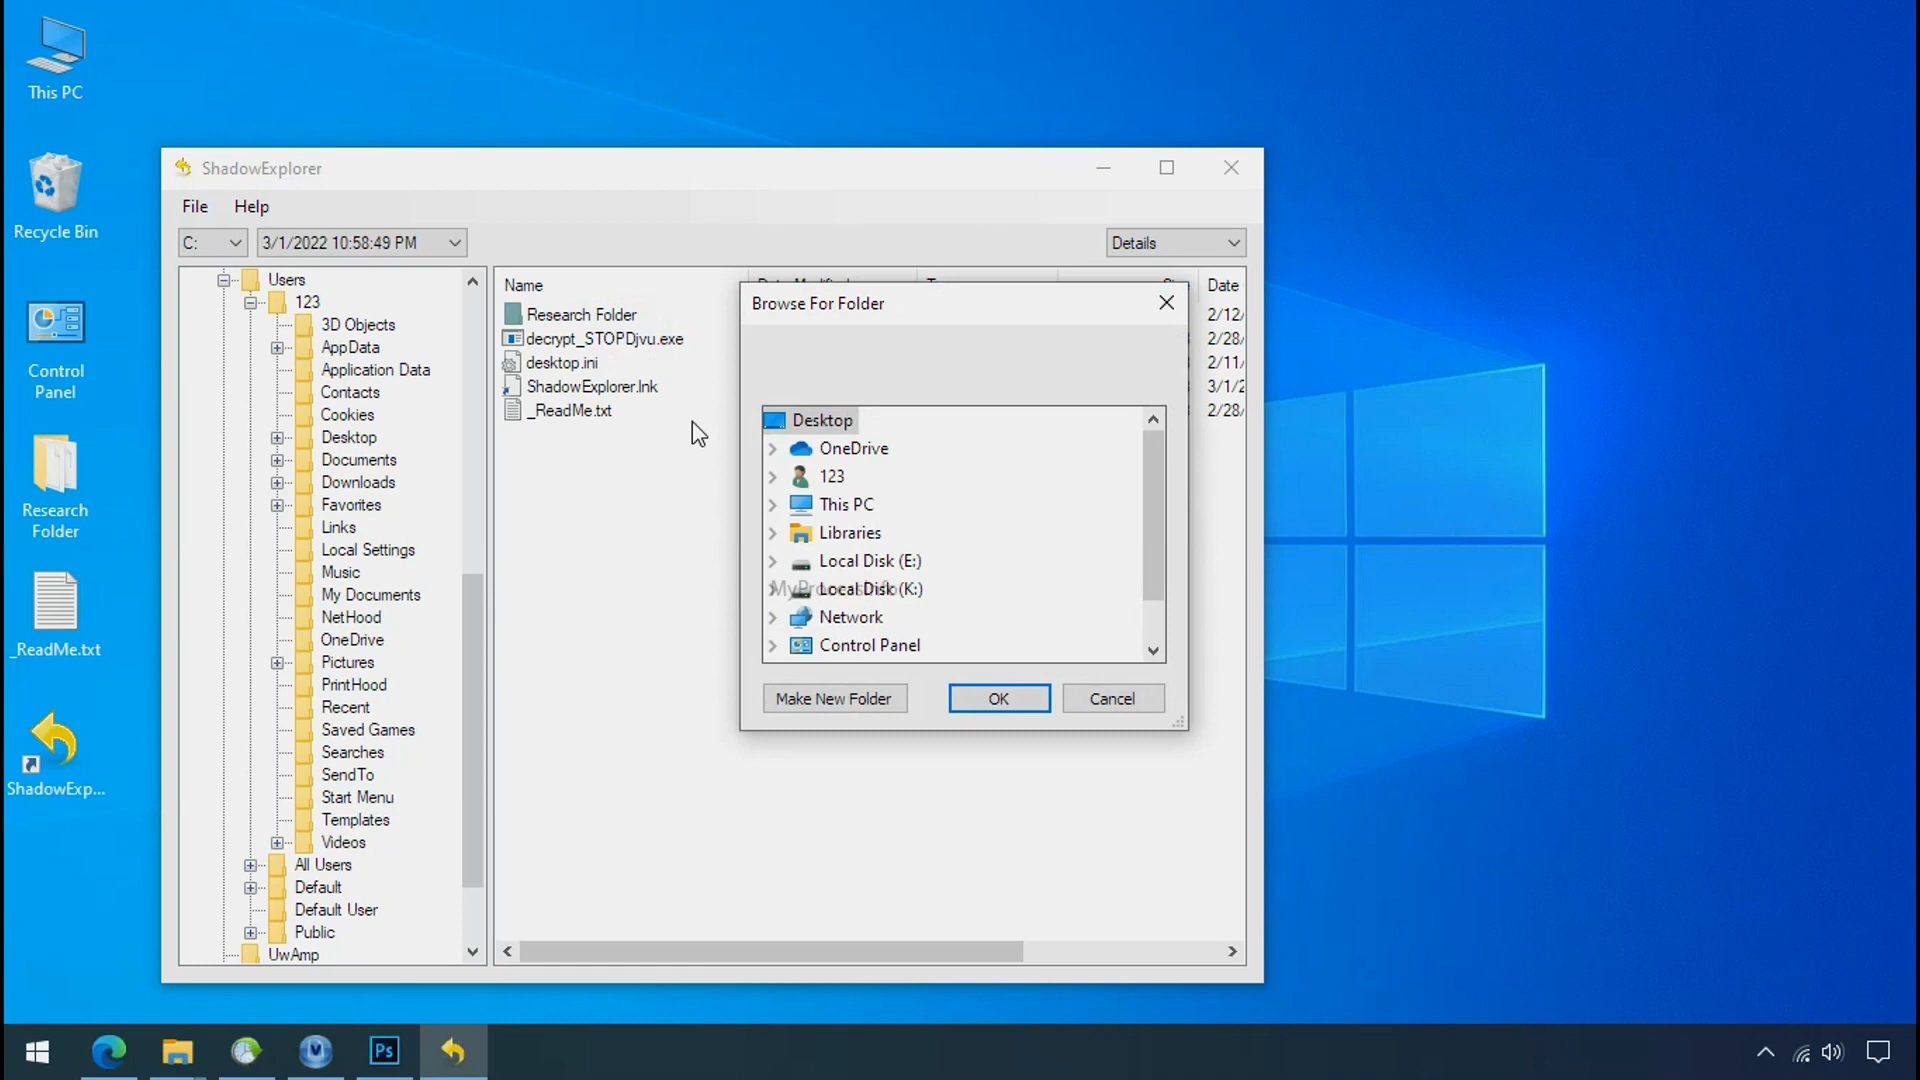 This PC
Recycle Bin
Control
Panel
Research
Folder
_ReadMe.txt
ShadowExp...
ShadowExplorer
File Help
C: 3/1/2022 10:58:49 PM Details
Users
123
3D Objects
AppData
Application Data
Contacts
Cookies
Desktop
Documents
Downloads
Favorites
Links
Local Settings
Music
My Documents
NetHood
OneDrive
Pictures
PrintHood
Recent
Saved Games
Searches
SendTo
Start Menu
Templates
Videos
All Users
Default
Default User
Public
UwAmp
Name Date
Research Folder 2/12/
decrypt_STOPDjvu.exe 2/28/
desktop.ini 2/11/
ShadowExplorer.lnk 3/1/2
_ReadMe.txt 2/28/
Browse For Folder
Desktop
OneDrive
123
This PC
Libraries
Local Disk (E:)
Local Disk (K:)
Network
Control Panel
Make New Folder OK Cancel
Ps